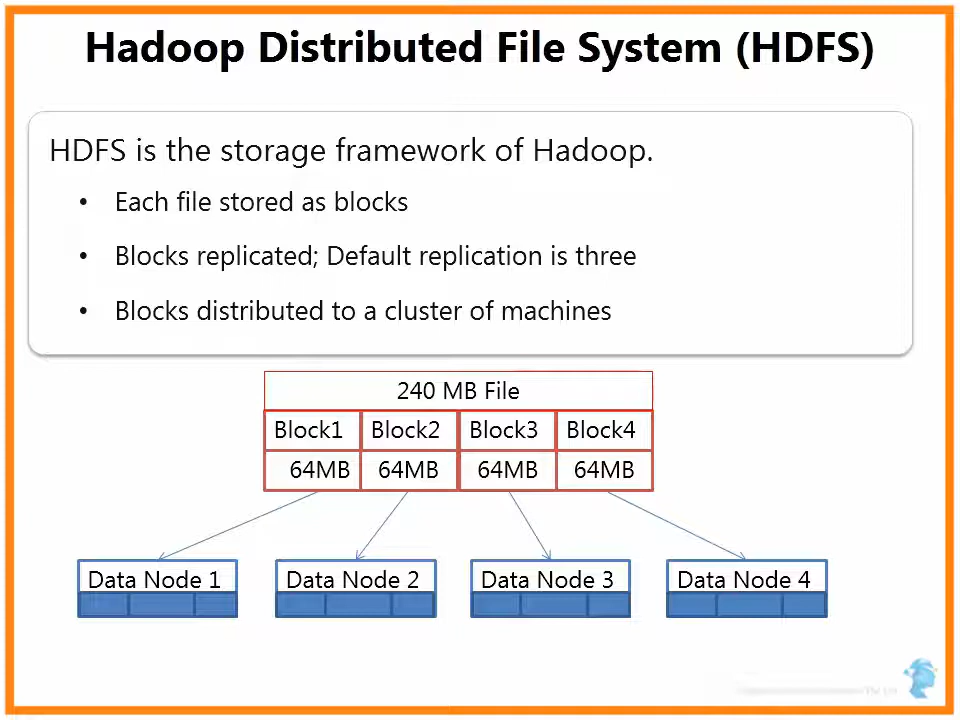 Hadoop Distributed File System (HDFS)
HDFS is the storage framework of Hadoop.
• Each file stored as blocks
• Blocks replicated; Default replication is three
• Blocks distributed to a cluster of machines
240 MB File
Block1 Block2 Block3 Block4
64MB 64MB 64MB 64MB
Data Node 1 Data Node 2 Data Node 3 Data Node 4